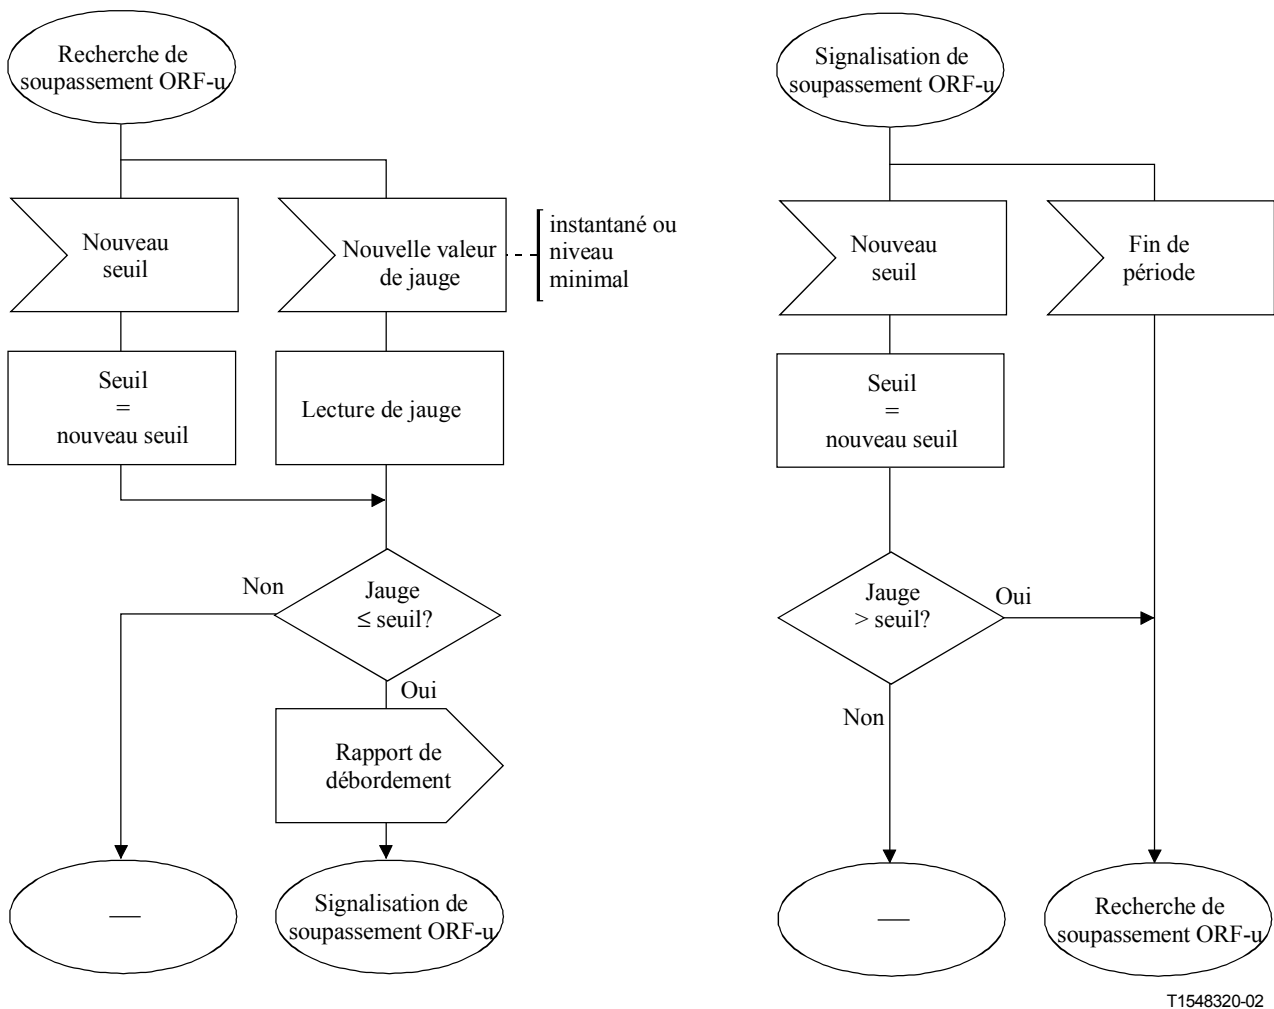 Recherche de
soupassement ORF-u
Nouveau
seuil
Nouvelle valeur
de jauge
instantané ou
niveau
minimal
Seuil
=
nouveau seuil
Lecture de jauge
Jauge
≤ seuil?
Non
Oui
Rapport de
débordement
—
Signalisation de
soupassement ORF-u
Signalisation de
soupassement ORF-u
Nouveau
seuil
Fin de
période
Seuil
=
nouveau seuil
Jauge
> seuil?
Oui
Non
—
Recherche de
soupassement ORF-u
T1548320-02